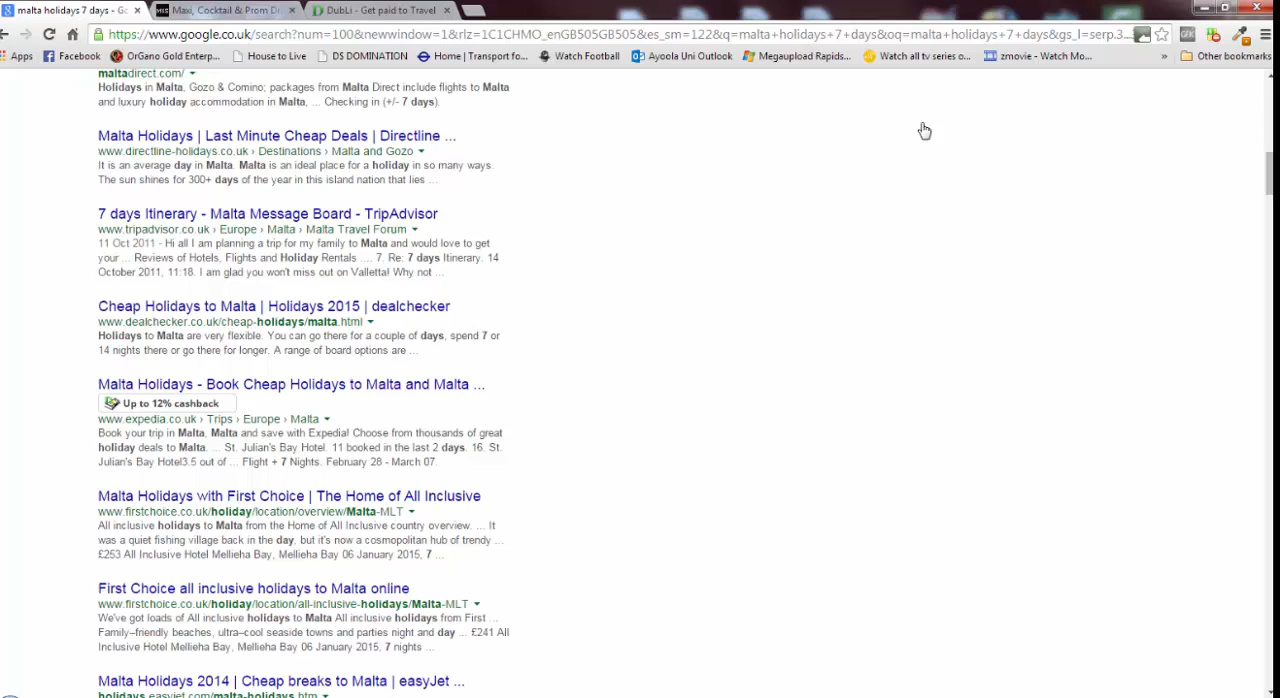 malta holidays 7 days - Go
Maxi, Cocktail & Prom D
DubLi - Get paid to Travel
https://www.google.co.uk/search?num=100&newwindow=1&rlz=1C1CHMO_enGB505GB505&es_sm=122&q=malta+holidays+7+days&oq=malta+holidays+7+days&gs_l=serp.3...
Apps Facebook OrGano Gold Enterpr... House to Live DS DOMINATION Home | Transport fo... Watch Football Ayoola Uni Outlook Megaupload Rapids... Watch all tv series o... zmovie - Watch Mo... » Other bookmarks
maltadirect.com/
Holidays in Malta, Gozo & Comino; packages from Malta Direct include flights to Malta
and luxury holiday accommodation in Malta, ... Checking in (+/- 7 days).
Malta Holidays | Last Minute Cheap Deals | Directline ...
www.directline-holidays.co.uk › Destinations › Malta and Gozo
It is an average day in Malta. Malta is an ideal place for a holiday in so many ways.
The sun shines for 300+ days of the year in this island nation that lies ...
7 days Itinerary - Malta Message Board - TripAdvisor
www.tripadvisor.co.uk › Europe › Malta › Malta Travel Forum
11 Oct 2011 - Hi all I am planning a trip for my family to Malta and would love to get
your ... Reviews of Hotels, Flights and Holiday Rentals .... 7. Re: 7 days Itinerary. 14
October 2011, 11:18. I am glad you won't miss out on Valletta! Why not ...
Cheap Holidays to Malta | Holidays 2015 | dealchecker
www.dealchecker.co.uk/cheap-holidays/malta.html
Holidays to Malta are very flexible. You can go there for a couple of days, spend 7 or
14 nights there or go there for longer. A range of board options are ...
Malta Holidays - Book Cheap Holidays to Malta and Malta ...
Up to 12% cashback
www.expedia.co.uk › Trips › Europe › Malta
Book your trip in Malta, Malta and save with Expedia! Choose from thousands of great
holiday deals to Malta. ... St. Julian's Bay Hotel. 11 booked in the last 2 days. 16. St.
Julian's Bay Hotel3.5 out of ... Flight + 7 Nights. February 28 - March 07.
Malta Holidays with First Choice | The Home of All Inclusive
www.firstchoice.co.uk/holiday/location/overview/Malta-MLT
All inclusive holidays to Malta from the Home of All Inclusive country overview. ... It
was a quiet fishing village back in the day, but it's now a cosmopolitan hub of trendy ...
£253 All Inclusive Hotel Mellieha Bay, Mellieha Bay 06 January 2015, 7 ...
First Choice all inclusive holidays to Malta online
www.firstchoice.co.uk/holiday/location/all-inclusive-holidays/Malta-MLT
We've got loads of All inclusive holidays to Malta All inclusive holidays from First ...
Family–friendly beaches, ultra–cool seaside towns and parties night and day ... £241 All
Inclusive Hotel Mellieha Bay, Mellieha Bay 06 January 2015, 7 nights ...
Malta Holidays 2014 | Cheap breaks to Malta | easyJet ...
holidays.easyjet.com/malta-holidays.htm